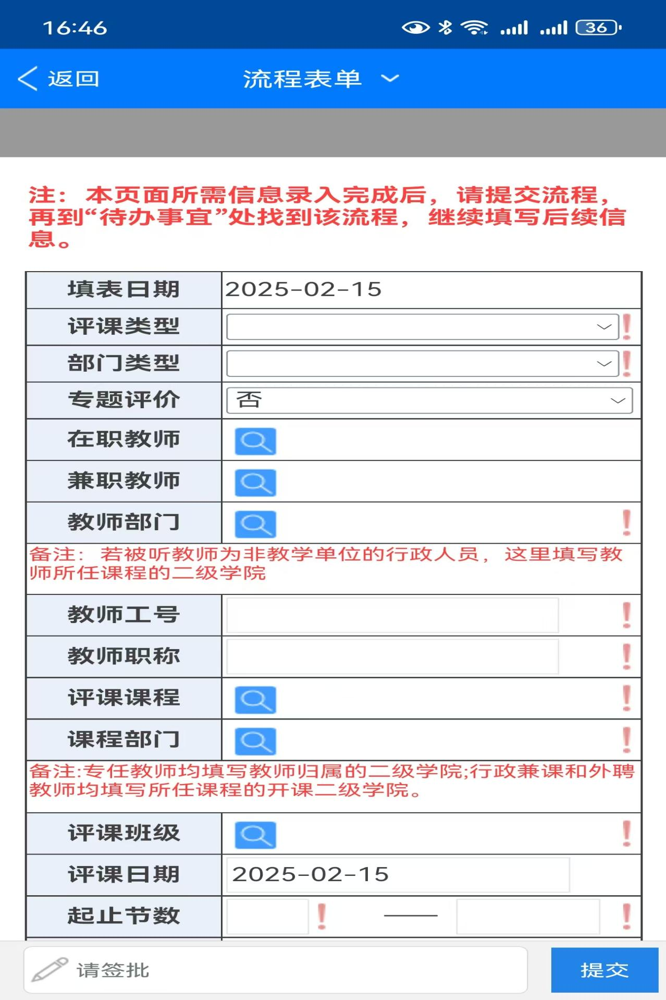 16:46
36
返回
流程表单
注：本页面所需信息录入完成后，请提交流程，
再到“待办事宜”处找到该流程，继续填写后续信
息。
填表日期 2025-02-15
评课类型
部门类型
专题评价 否
在职教师
兼职教师
教师部门
备注：若被听教师为非教学单位的行政人员，这里填写教
师所任课程的二级学院
教师工号
教师职称
评课课程
课程部门
备注:专任教师均填写教师归属的二级学院;行政兼课和外聘
教师均填写所任课程的开课二级学院。
评课班级
评课日期 2025-02-15
起止节数 ——
请签批
提交